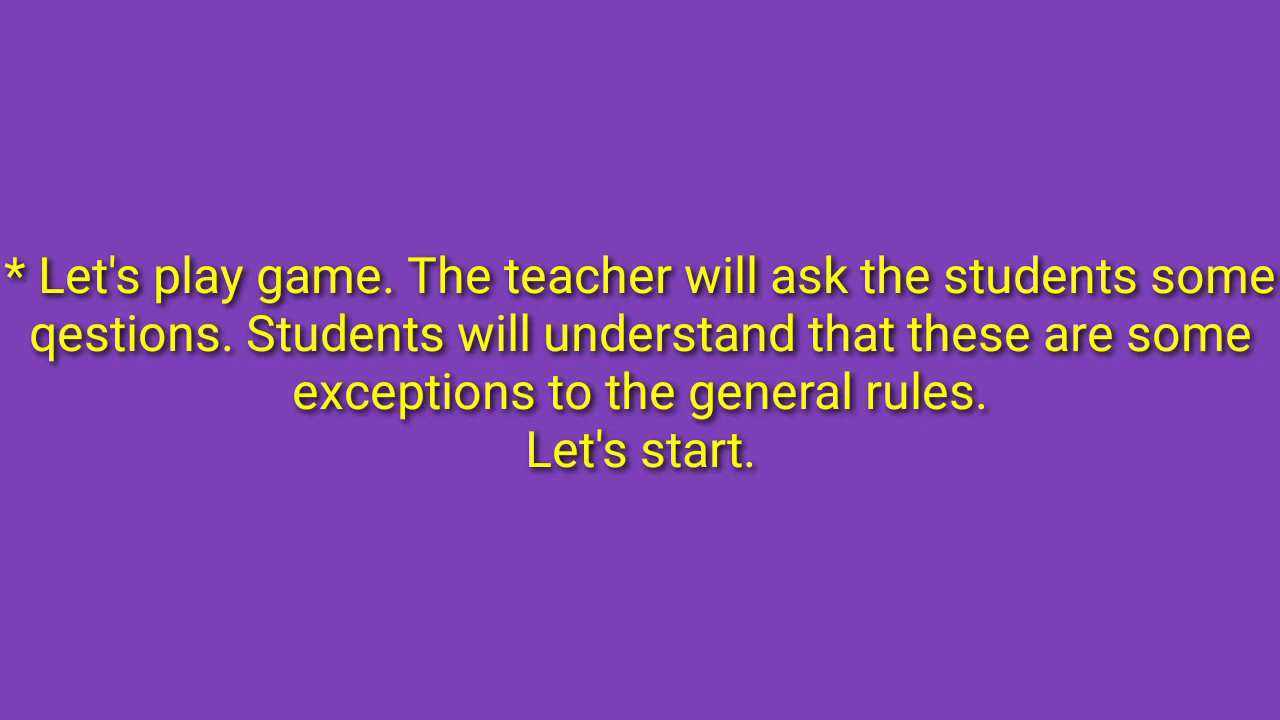 * Let's play game. The teacher will ask the students some
qestions. Students will understand that these are some
exceptions to the general rules.
Let's start.